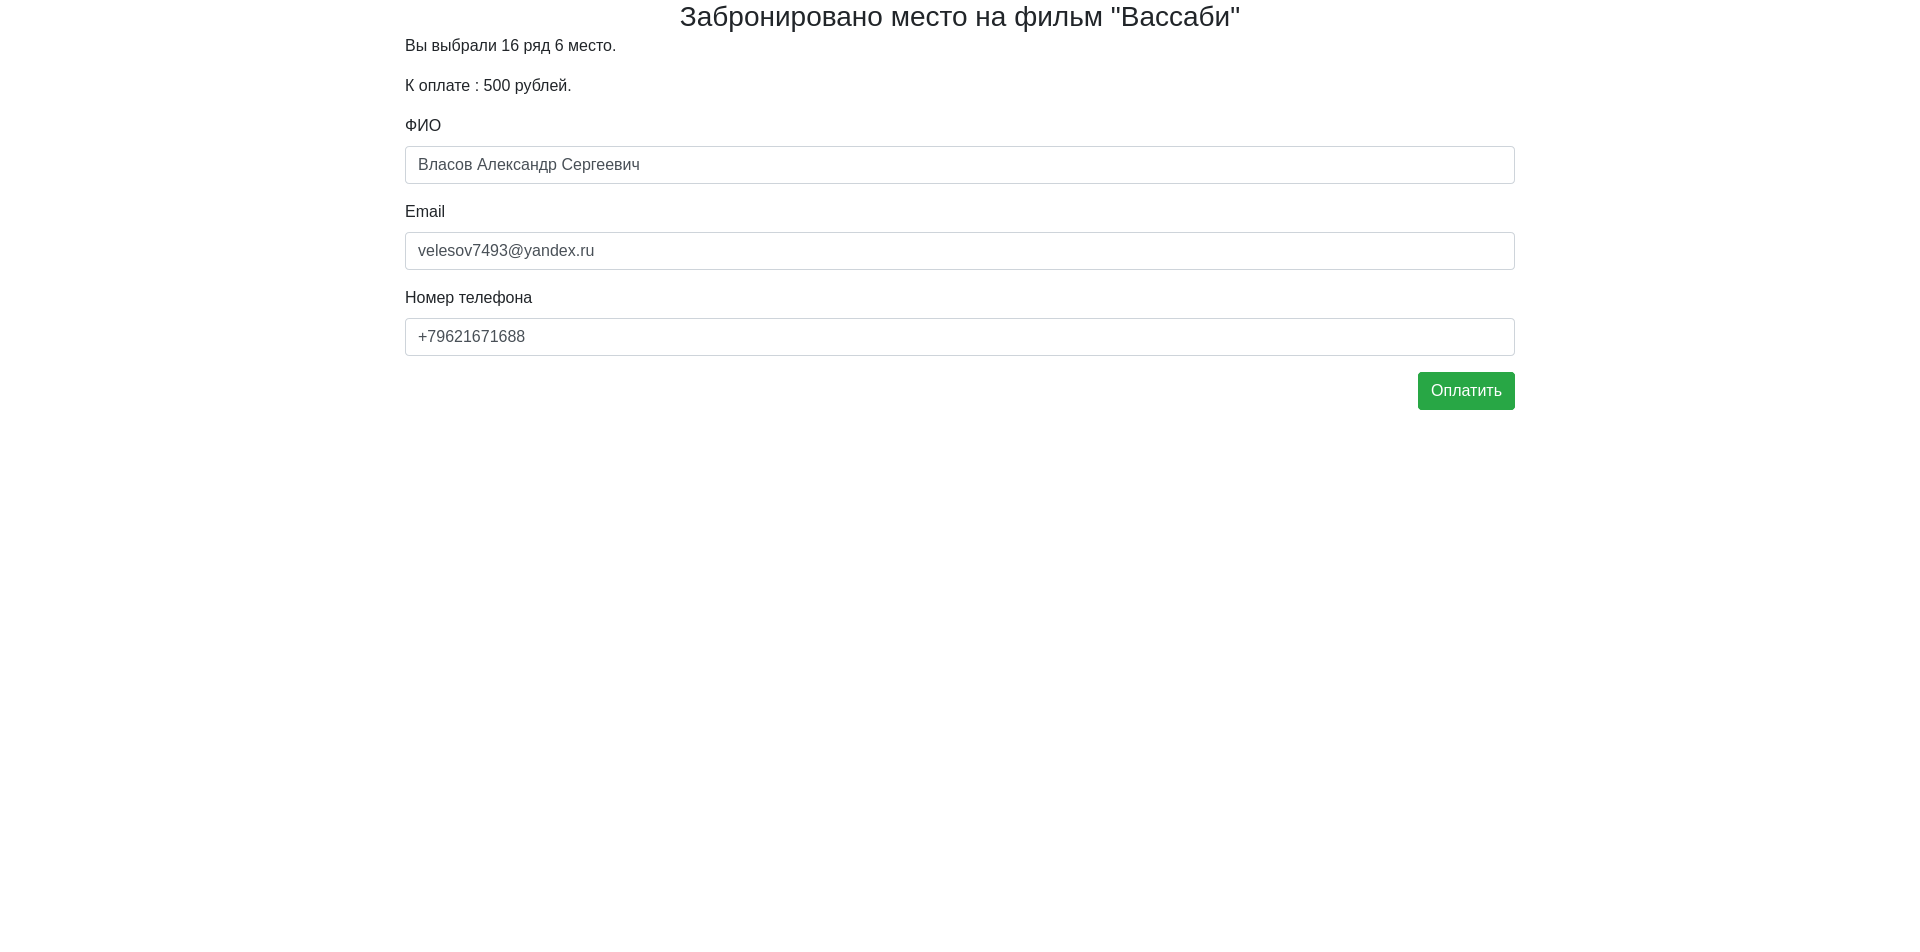 Забронировано место на фильм "Вассаби"
Вы выбрали 16 ряд 6 место.
К оплате : 500 рублей.
ФИО
Власов Александр Сергеевич
Email
velesov7493@yandex.ru
Номер телефона
+79621671688
Оплатить